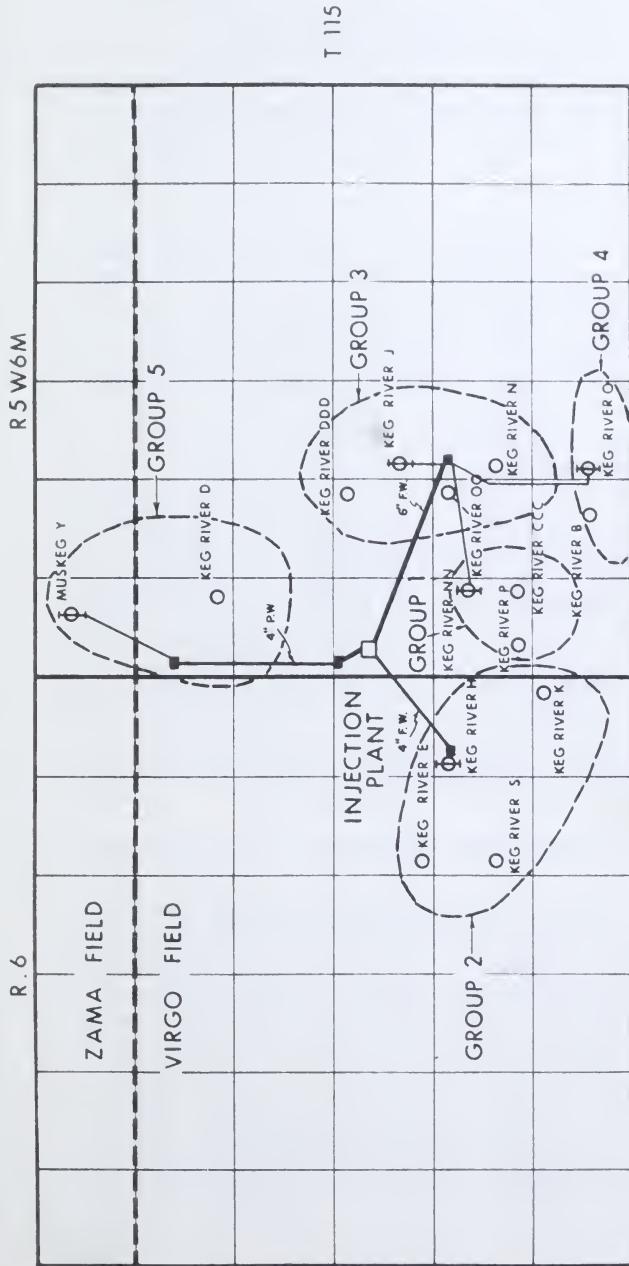 R.6
R5W6M
T 115
ZAMA FIELD
VIRGO FIELD
MUSKEG Y
GROUP 5
KEG RIVER D
4" P.W.
INJECTION
PLANT
4" F.W.
6" F.W.
KEG RIVER DDD
GROUP 3
KEG RIVER J
KEG RIVER E
KEG RIVER H
KEG RIVER S
KEG RIVER K
GROUP 2
GROUP 1
KEG RIVER NN
KEG RIVER OO
KEG RIVER P
KEG RIVER CCC
KEG RIVER N
KEG RIVER B
KEG RIVER O
GROUP 4